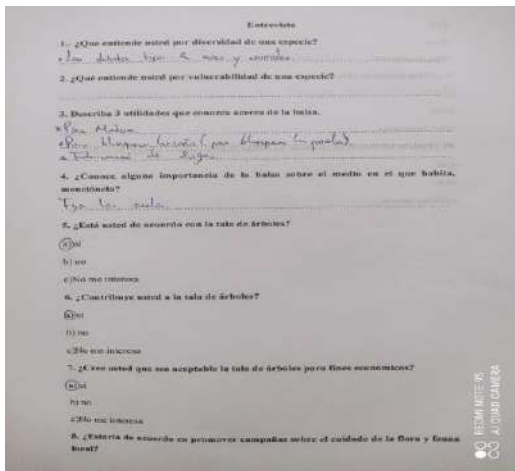 Entrevista
1.- ¿Que entiende usted por diversidad de una especie?
2.-¿Qué entiende usted por vulnerabilidad de una especie?
3. Describa 3 utilidades que conozca acerca de la balsa.
4. ¿Conoce alguna importancia de la balsa sobre el medio en el que habita,
menciónela?
5. ¿Está usted de acuerdo con la tala de árboles?
a)si
b) no
c)No me interesa
6. ¿Contribuye usted a la tala de árboles?
a)si
b) no
c)No me interesa
7. ¿Cree usted que sea aceptable la tala de árboles para fines económicos?
a)si
b) no
c)No me interesa
8. ¿Estaría de acuerdo en promover campañas sobre el cuidado de la flora y fauna
local?
REDMI NOTE 9S
AI QUAD CAMERA